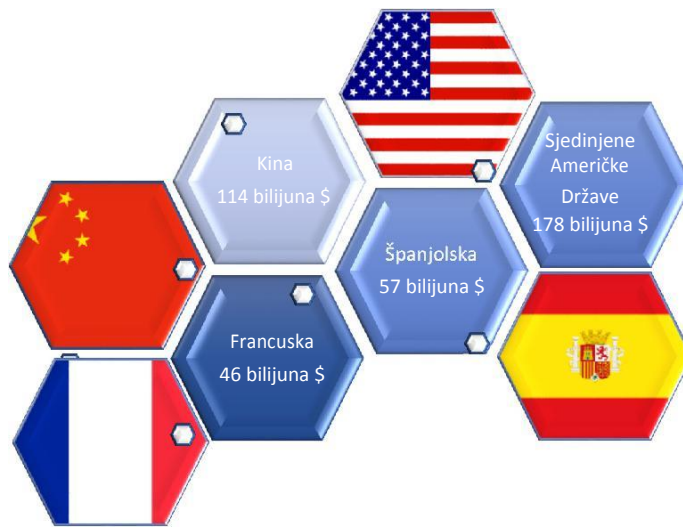 Kina
114 bilijuna $
Sjedinjene
Američke
Države
178 bilijuna $
Španjolska
57 bilijuna $
Francuska
46 bilijuna $